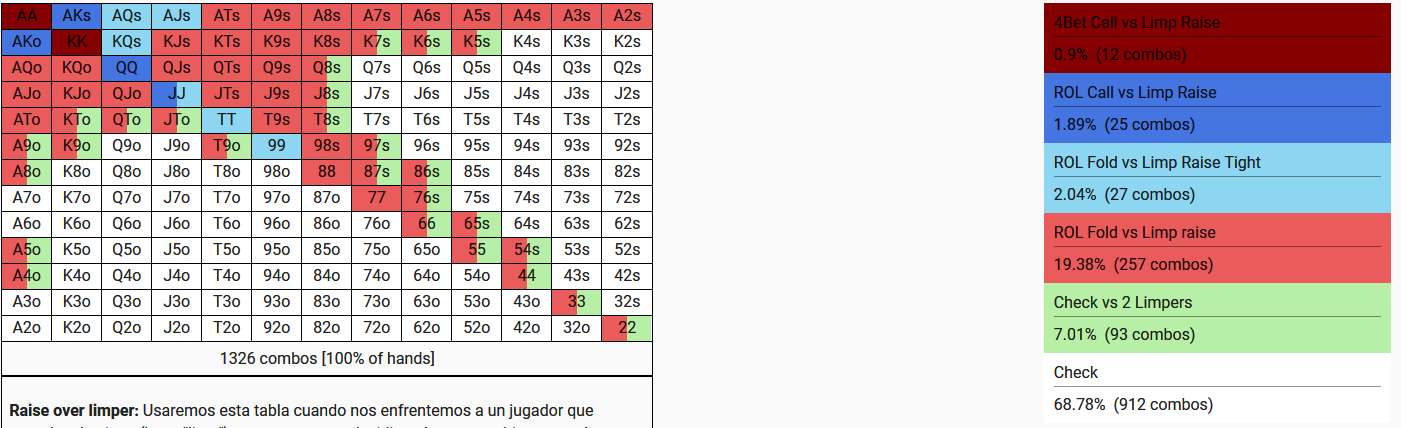 AA AKs AQs AJs ATs A9s A8s A7s A6s A5s A4s A3s A2s
AKo KK KQs KJs KTs K9s K8s K7s K6s K5s K4s K3s K2s
AQo KQo QQ QJs QTs Q9s Q8s Q7s Q6s Q5s Q4s Q3s Q2s
AJo KJo QJo JJ JTs J9s J8s J7s J6s J5s J4s J3s J2s
ATo KTo QTo JTo TT T9s T8s T7s T6s T5s T4s T3s T2s
A9o K9o Q9o J9o T9o 99 98s 97s 96s 95s 94s 93s 92s
A8o K8o Q8o J8o T8o 98o 88 87s 86s 85s 84s 83s 82s
A7o K7o Q7o J7o T7o 97o 87o 77 76s 75s 74s 73s 72s
A6o K6o Q6o J6o T6o 96o 86o 76o 66 65s 64s 63s 62s
A5o K5o Q5o J5o T5o 95o 85o 75o 65o 55 54s 53s 52s
A4o K4o Q4o J4o T4o 94o 84o 74o 64o 54o 44 43s 42s
A3o K3o Q3o J3o T3o 93o 83o 73o 63o 53o 43o 33 32s
A2o K2o Q2o J2o T2o 92o 82o 72o 62o 52o 42o 32o 22
1326 combos [100% of hands]
Raise over limper: Usaremos esta tabla cuando nos enfrentemos a un jugador que
4Bet Call vs Limp Raise
0.9% (12 combos)
ROL Call vs Limp Raise
1.89% (25 combos)
ROL Fold vs Limp Raise Tight
2.04% (27 combos)
ROL Fold vs Limp raise
19.38% (257 combos)
Check vs 2 Limpers
7.01% (93 combos)
Check
68.78% (912 combos)